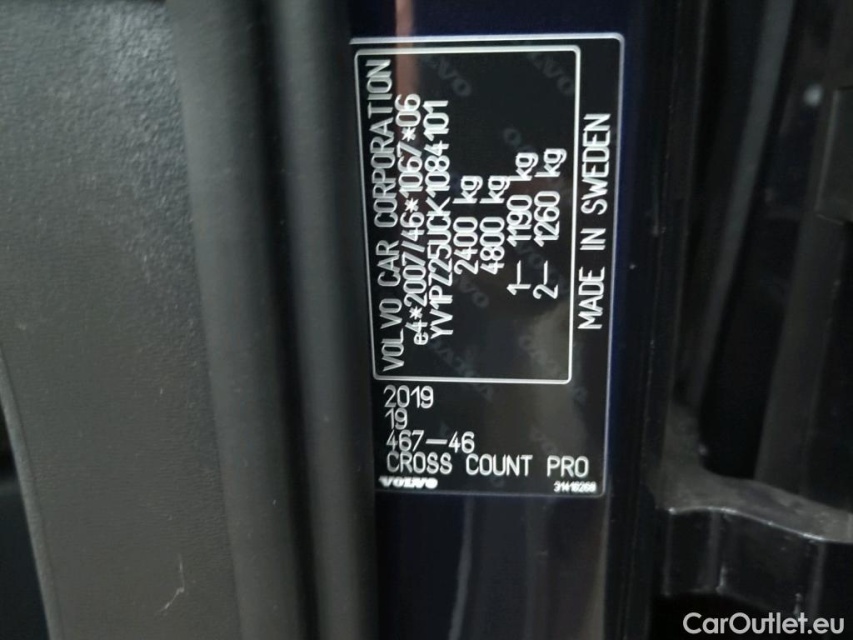 VOLVO CAR CORPORATION
e4*2007/46*1067*06
YV1PZ25UCK1084101
2400 kg
4800 kg
1– 1190 kg
2– 1260 kg
MADE IN SWEDEN
2019
19
467–46
CROSS COUNT PRO
VOLVO
CarOutlet.eu